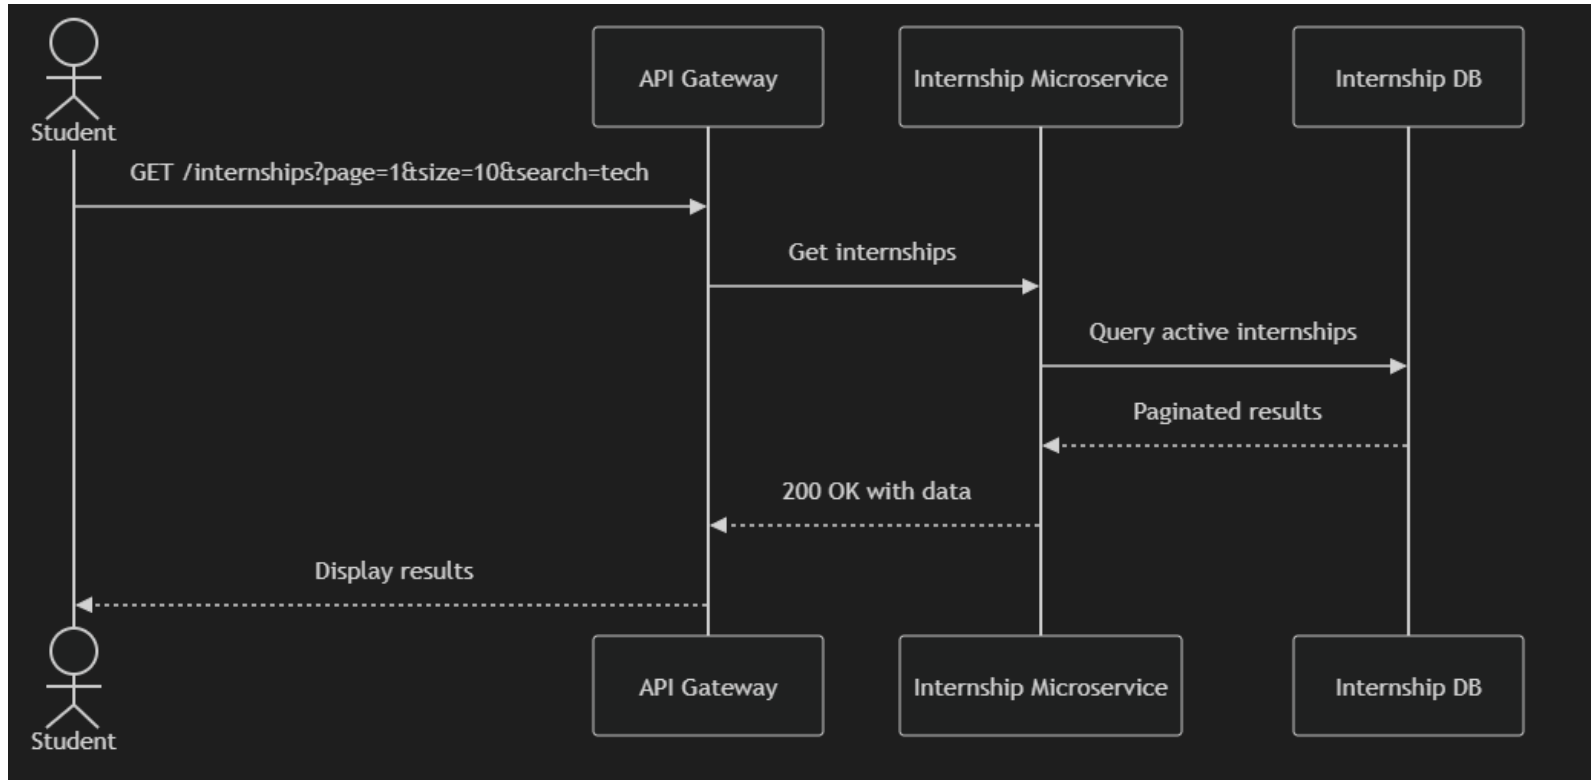 API Gateway
Internship Microservice
Internship DB
Student
GET /internships?page=1&size=10&search=tech
Get internships
Query active internships
Paginated results
200 OK with data
Display results
API Gateway
Internship Microservice
Internship DB
Student